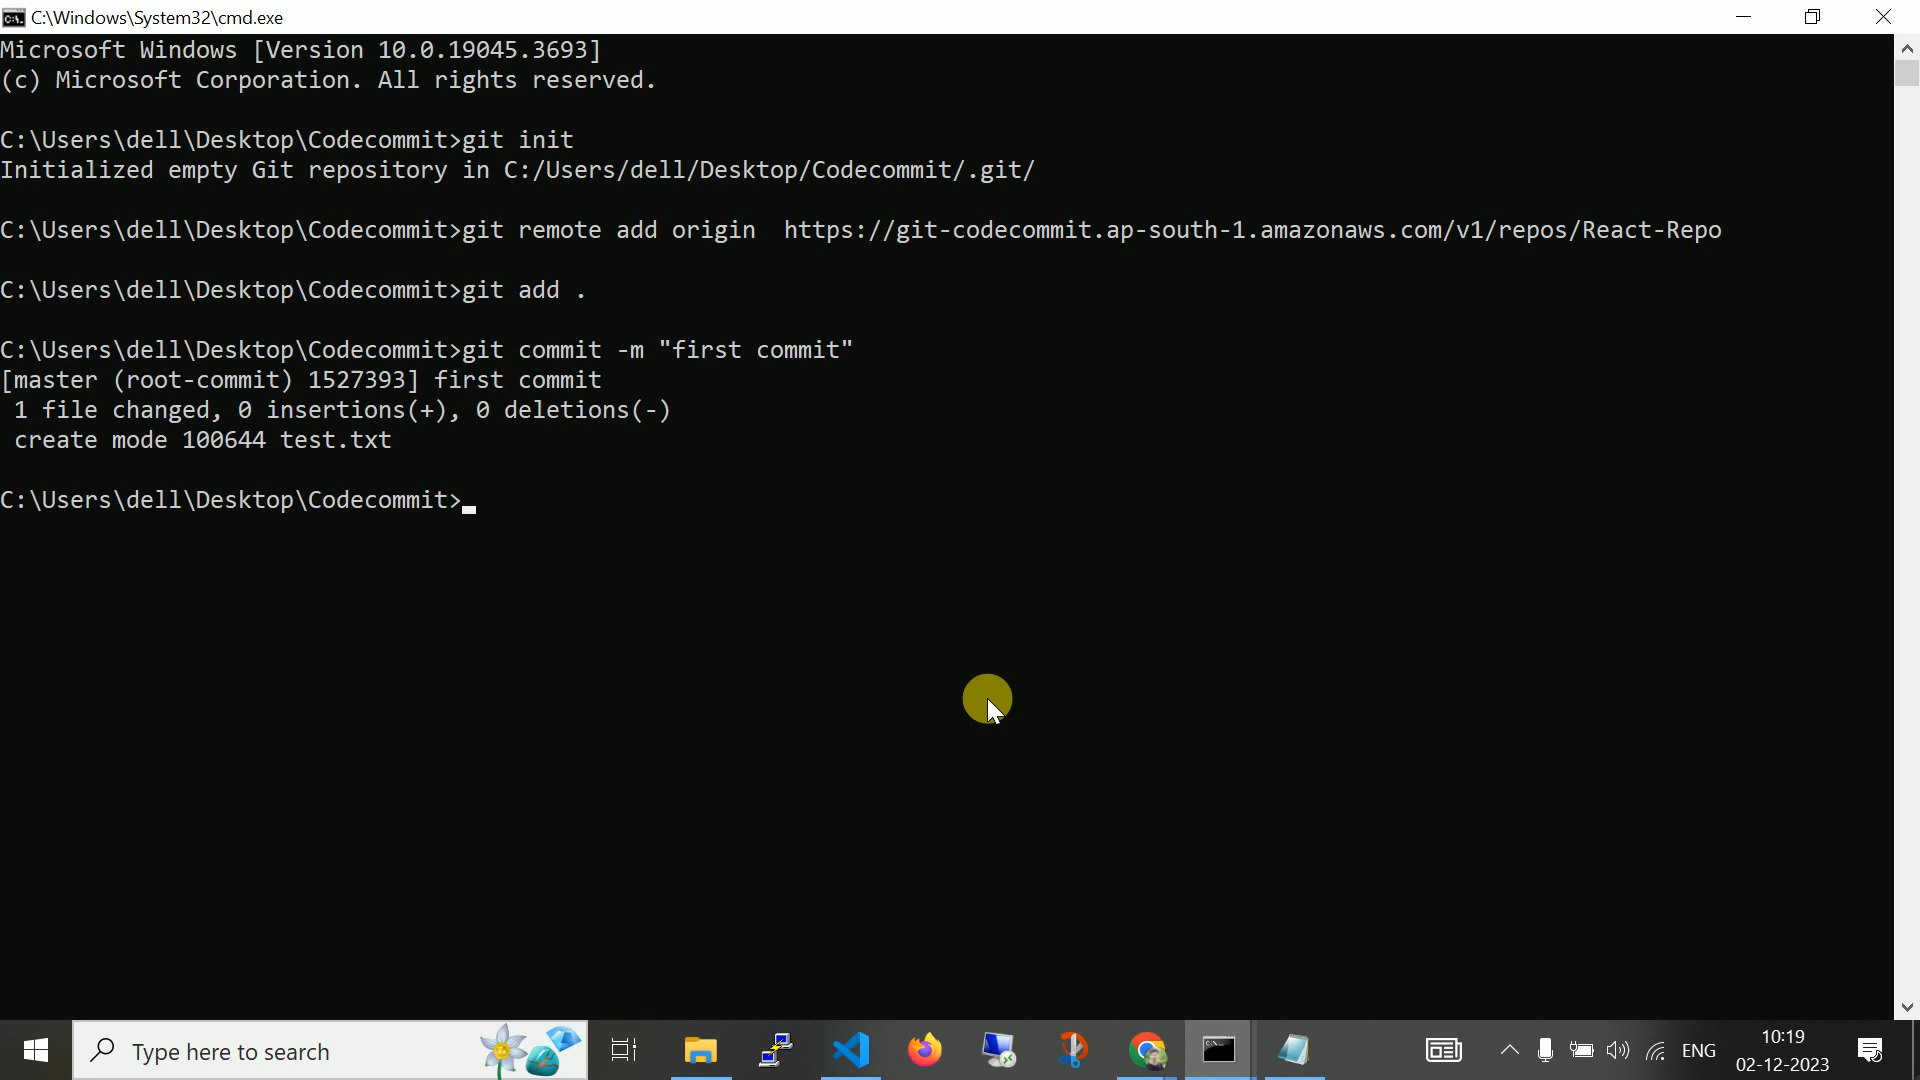 C:\Windows\System32\cmd.exe
Microsoft Windows [Version 10.0.19045.3693]
(c) Microsoft Corporation. All rights reserved.
C:\Users\dell\Desktop\Codecommit>git init
Initialized empty Git repository in C:/Users/dell/Desktop/Codecommit/.git/
C:\Users\dell\Desktop\Codecommit>git remote add origin  https://git-codecommit.ap-south-1.amazonaws.com/v1/repos/React-Repo
C:\Users\dell\Desktop\Codecommit>git add .
C:\Users\dell\Desktop\Codecommit>git commit -m "first commit"
[master (root-commit) 1527393] first commit
 1 file changed, 0 insertions(+), 0 deletions(-)
 create mode 100644 test.txt
C:\Users\dell\Desktop\Codecommit>
Type here to search
ENG
10:19
02-12-2023